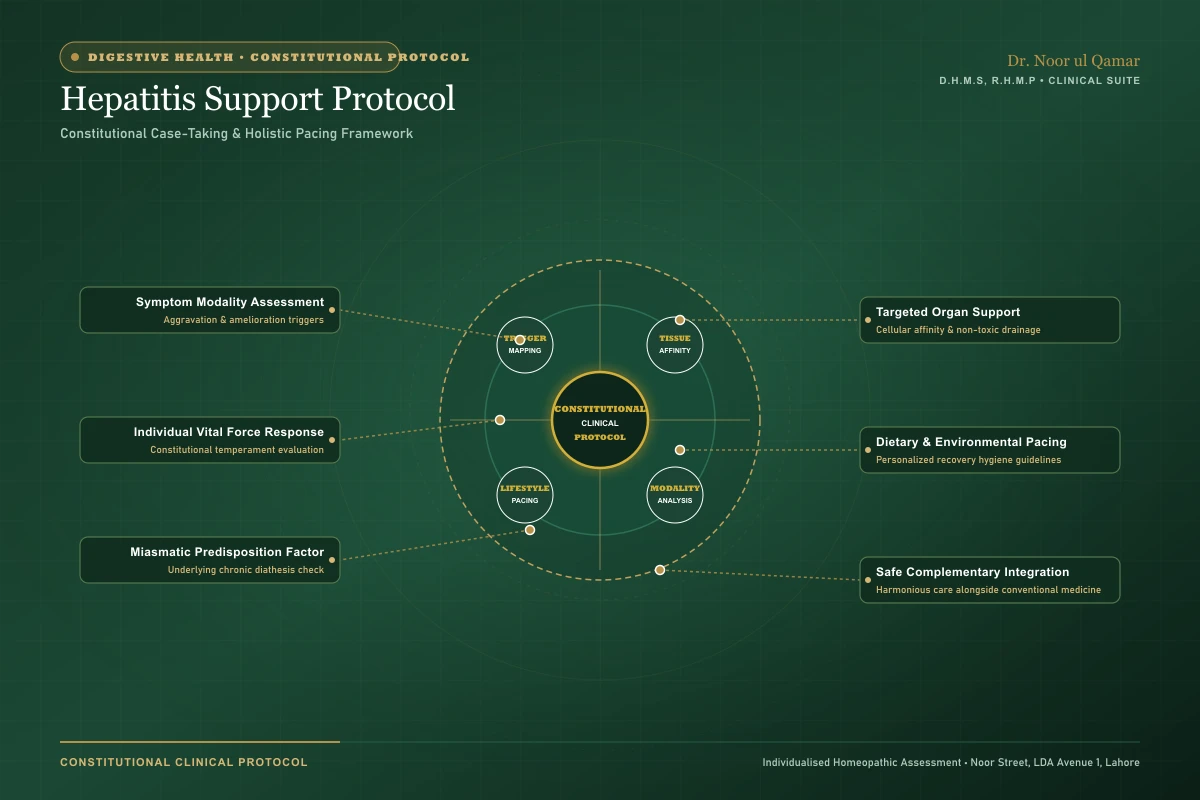 DIGESTIVE HEALTH • CONSTITUTIONAL PROTOCOL
Hepatitis Support Protocol
Constitutional Case-Taking & Holistic Pacing Framework
Dr. Noor ul Qamar
D.H.M.S, R.H.M.P • CLINICAL SUITE
Symptom Modality Assessment
Aggravation & amelioration triggers
Individual Vital Force Response
Constitutional temperament evaluation
Miasmatic Predisposition Factor
Underlying chronic diathesis check
TRIGGER
MAPPING
TISSUE
AFFINITY
CONSTITUTIONAL
CLINICAL
PROTOCOL
LIFESTYLE
PACING
MODALITY
ANALYSIS
Targeted Organ Support
Cellular affinity & non-toxic drainage
Dietary & Environmental Pacing
Personalized recovery hygiene guidelines
Safe Complementary Integration
Harmonious care alongside conventional medicine
CONSTITUTIONAL CLINICAL PROTOCOL
Individualised Homeopathic Assessment • Noor Street, LDA Avenue 1, Lahore